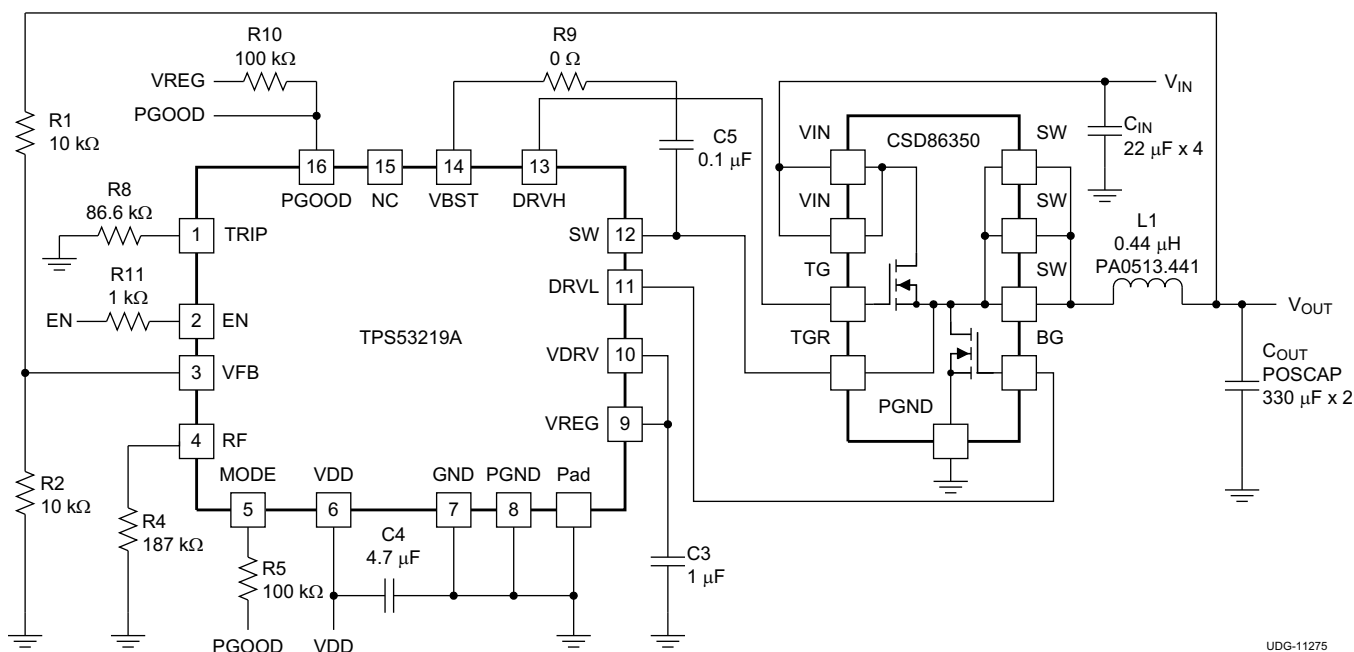 R10
100 kΩ
VREG
PGOOD
R9
0 Ω
C5
0.1 µF
R1
10 kΩ
R8
86.6 kΩ
R11
1 kΩ
EN
16
15
14
13
PGOOD
NC
VBST
DRVH
1
TRIP
2
EN
3
VFB
4
RF
TPS53219A
SW
12
DRVL
11
VDRV
10
VREG
9
MODE
VDD
GND
PGND
Pad
5
6
7
8
R2
10 kΩ
R4
187 kΩ
R5
100 kΩ
PGOOD
VDD
C4
4.7 µF
C3
1 µF
VIN
CIN
22 µF x 4
CSD86350
VIN
VIN
TG
TGR
PGND
SW
SW
SW
BG
L1
0.44 µH
PA0513.441
VOUT
COUT
POSCAP
330 µF x 2
UDG-11275